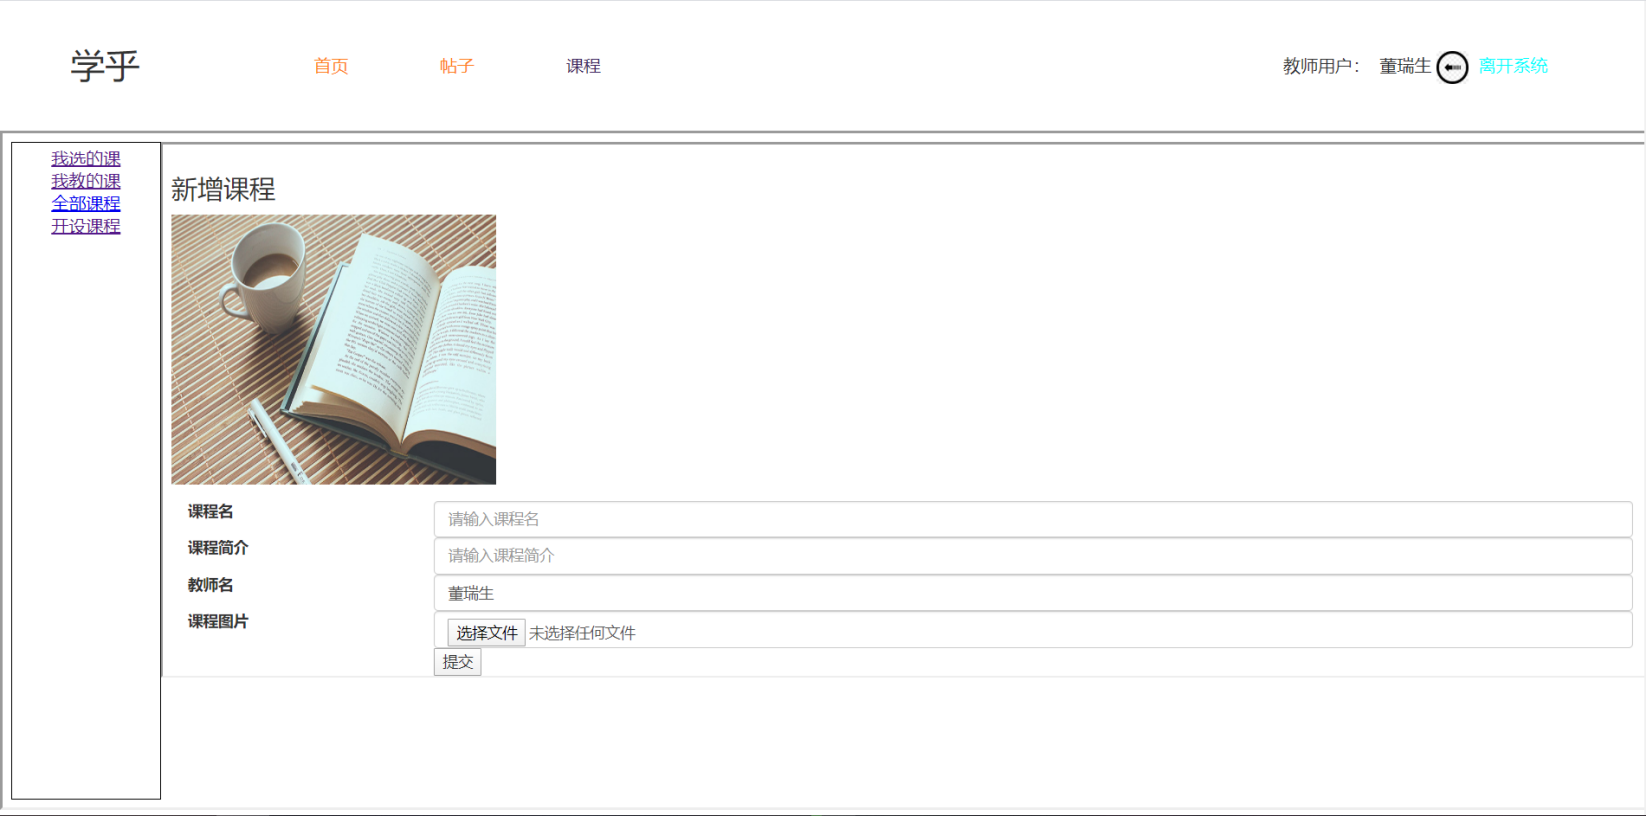 学乎
首页 帖子 课程
教师用户： 董瑞生 离开系统
我选的课
我教的课
全部课程
开设课程
新增课程
课程名 请输入课程名
课程简介 请输入课程简介
教师名 董瑞生
课程图片 选择文件 未选择任何文件
提交